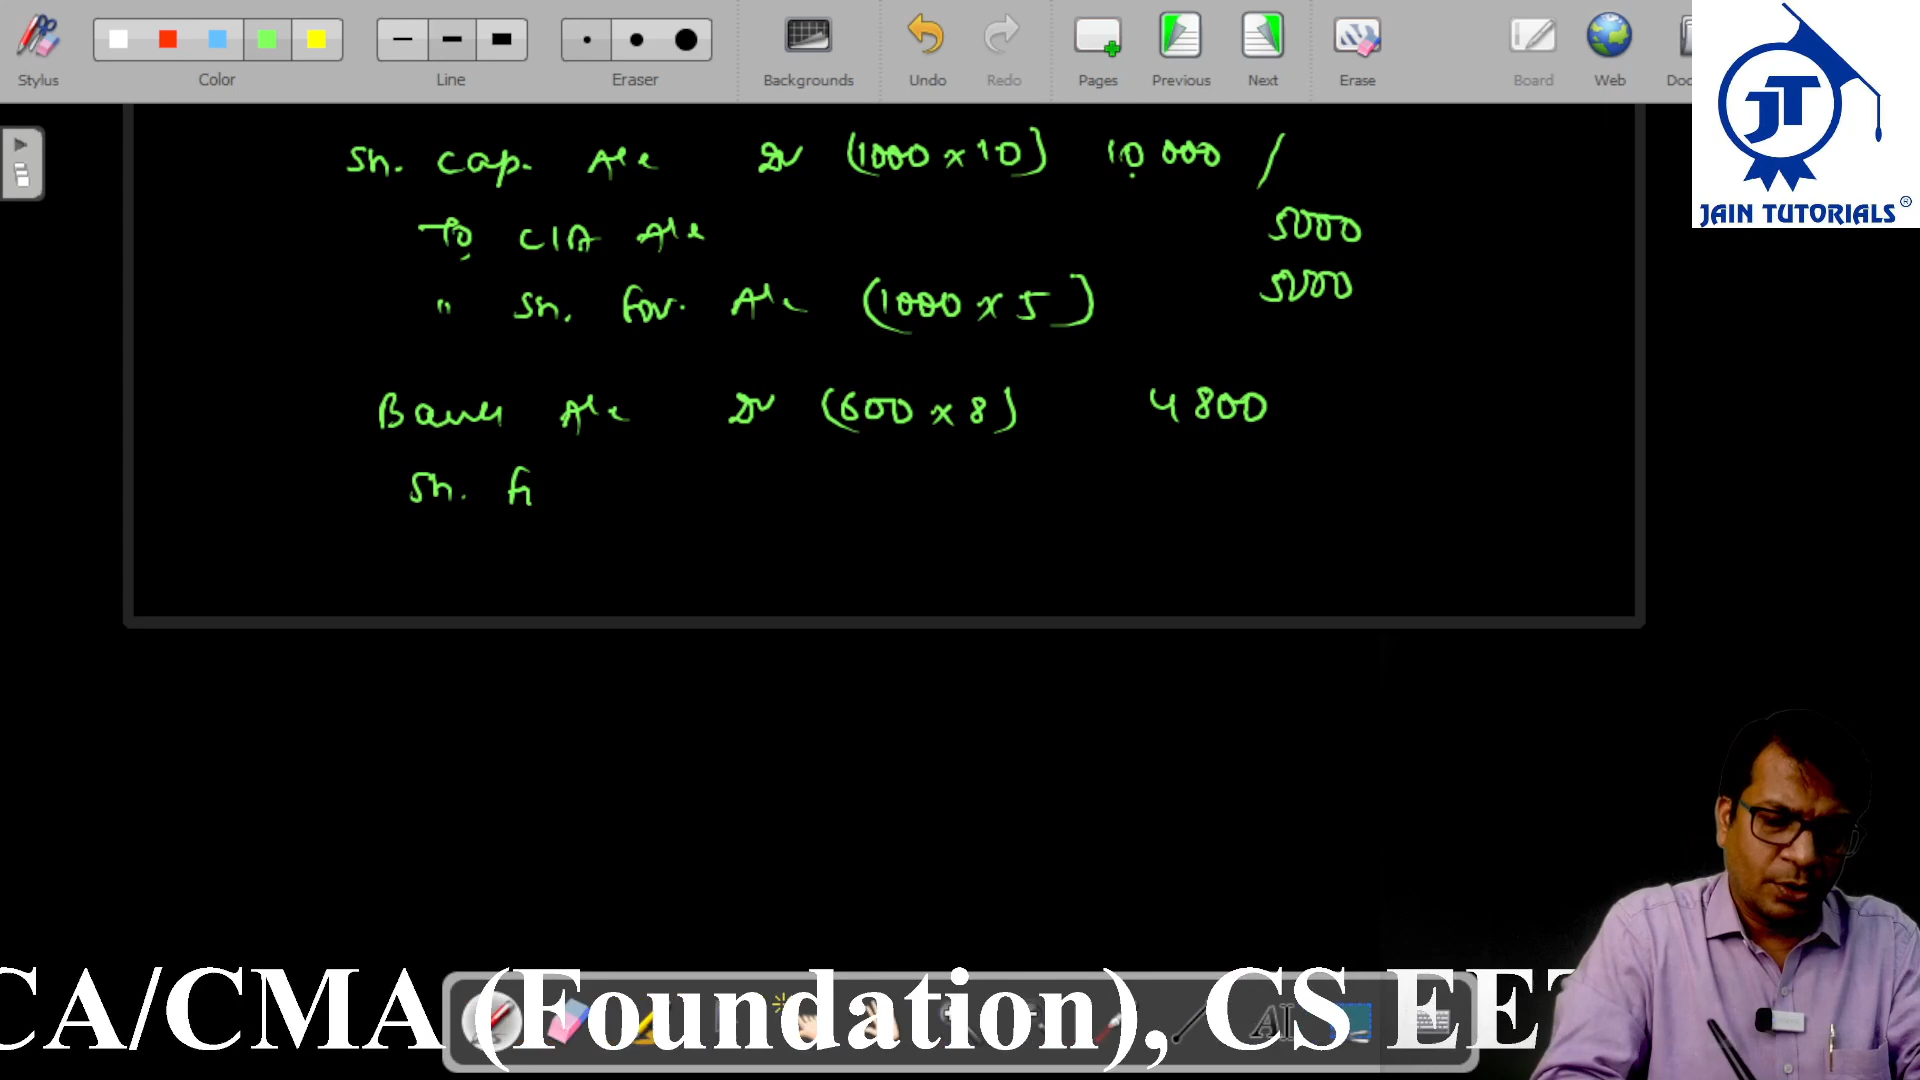 Stylus Color Line Eraser Backgrounds Undo Redo Pages Previous Next Erase Board Web Doc
JT
JAIN TUTORIALS®
Sh. Cap. A/c Dr (1000 x 10) 10 000 /
To CIA A/c 5000
" Sh. For. A/c (1000 x 5) 5000
Bank A/c Dr (600 x 8) 4800
Sh. f
CA/CMA (Foundation), CS EET